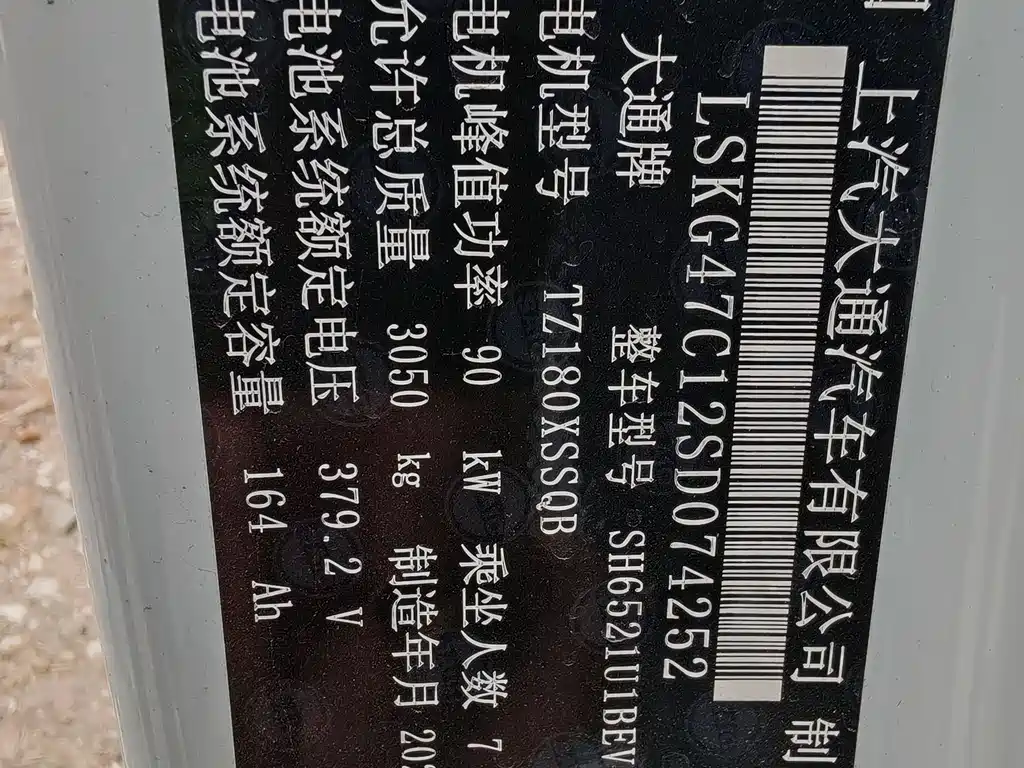 上汽大通汽车有限公司 制
LSKG47C12SD074252
大通牌 整车型号 SH6521U1BEV
电机型号 TZ180XSSQB
电机峰值功率 90 kW 乘坐人数 7
允许总质量 3050 kg 制造年月 202
电池系统额定电压 379.2 V
电池系统额定容量 164 Ah